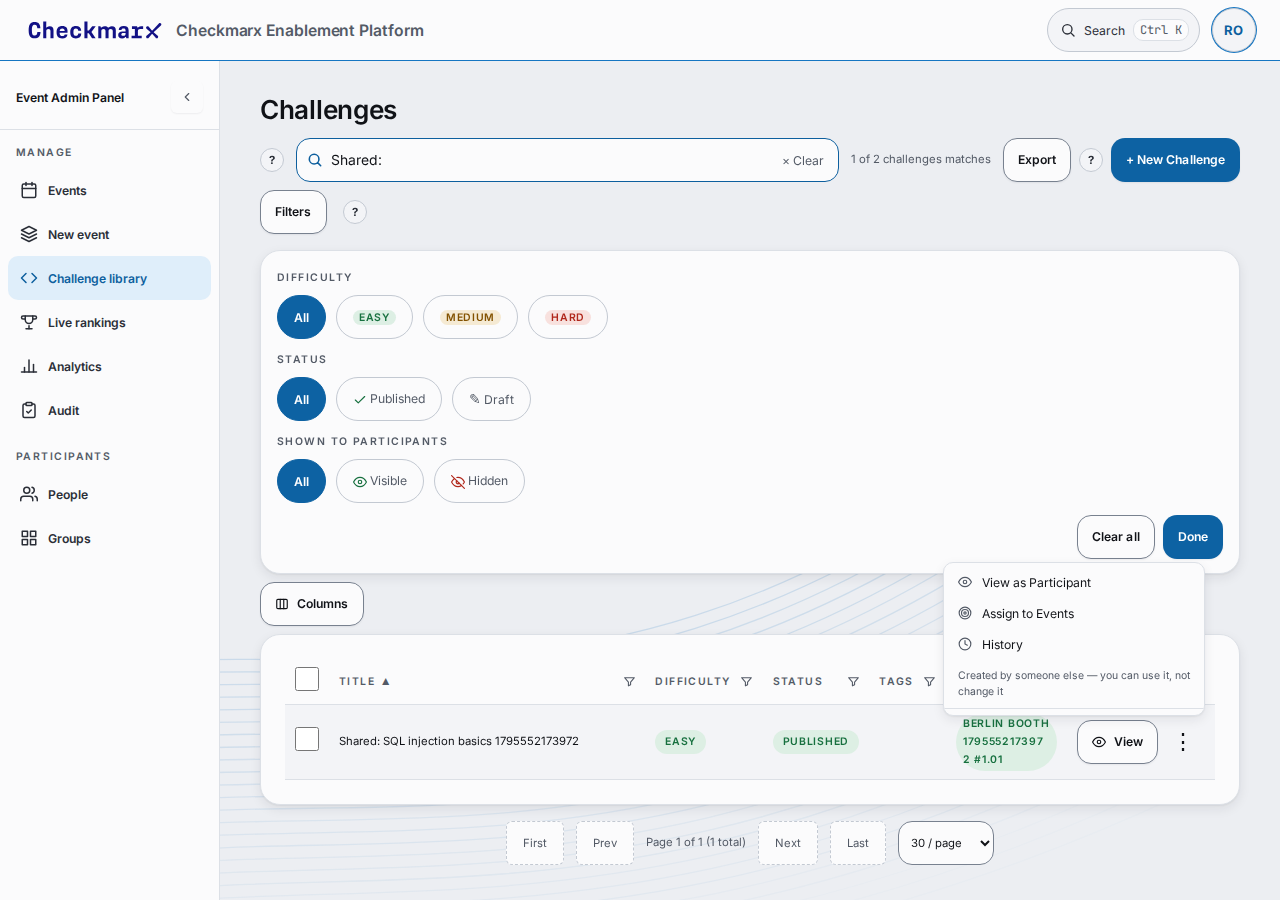 Checkmarx Checkmarx Enablement Platform Search Ctrl K RO
Event Admin Panel
MANAGE
Events
New event
Challenge library
Live rankings
Analytics
Audit
PARTICIPANTS
People
Groups
Challenges
? Shared: × Clear 1 of 2 challenges matches Export ? + New Challenge
Filters ?
DIFFICULTY
All EASY MEDIUM HARD
STATUS
All ✓ Published ✎ Draft
SHOWN TO PARTICIPANTS
All Visible Hidden
Clear all Done
View as Participant
Assign to Events
History
Created by someone else — you can use it, not
change it
Columns
TITLE ▲ DIFFICULTY STATUS TAGS
Shared: SQL injection basics 1795552173972 EASY PUBLISHED
BERLIN BOOTH
179555217397
2 #1.01
View ⋮
First Prev Page 1 of 1 (1 total) Next Last 30 / page